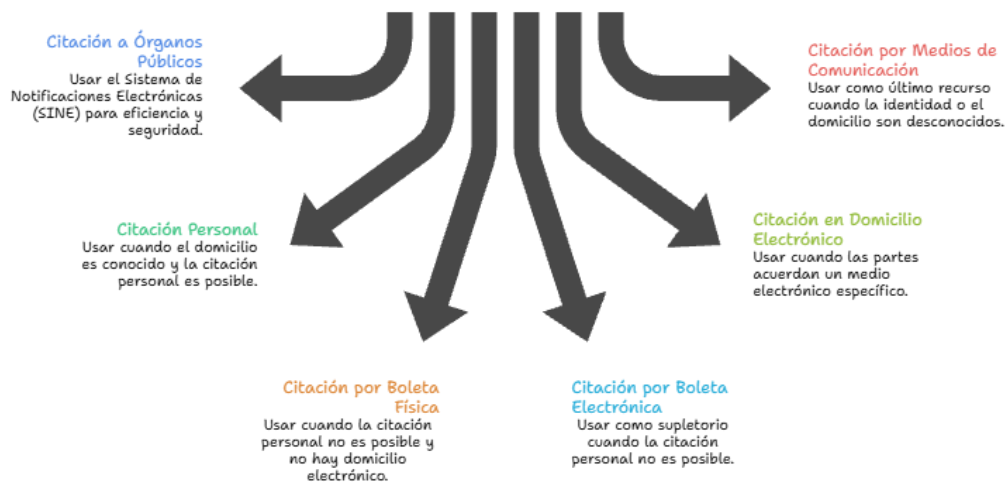 Citación a Órganos
Públicos
Usar el Sistema de
Notificaciones Electrónicas
(SINE) para eficiencia y
seguridad.
Citación por Medios de
Comunicación
Usar como último recurso
cuando la identidad o el
domicilio son desconocidos.
Citación Personal
Usar cuando el domicilio
es conocido y la citación
personal es posible.
Citación en Domicilio
Electrónico
Usar cuando las partes
acuerdan un medio
electrónico específico.
Citación por Boleta
Física
Usar cuando la citación
personal no es posible y
no hay domicilio
electrónico.
Citación por Boleta
Electrónica
Usar como supletorio
cuando la citación
personal no es posible.